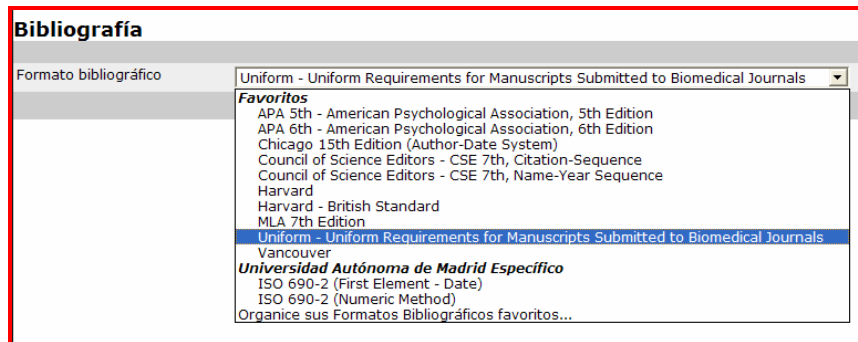 Bibliografía
Formato bibliográfico
Uniform - Uniform Requirements for Manuscripts Submitted to Biomedical Journals
Favoritos
APA 5th - American Psychological Association, 5th Edition
APA 6th - American Psychological Association, 6th Edition
Chicago 15th Edition (Author-Date System)
Council of Science Editors - CSE 7th, Citation-Sequence
Council of Science Editors - CSE 7th, Name-Year Sequence
Harvard
Harvard - British Standard
MLA 7th Edition
Uniform - Uniform Requirements for Manuscripts Submitted to Biomedical Journals
Vancouver
Universidad Autónoma de Madrid Específico
ISO 690-2 (First Element - Date)
ISO 690-2 (Numeric Method)
Organice sus Formatos Bibliográficos favoritos...